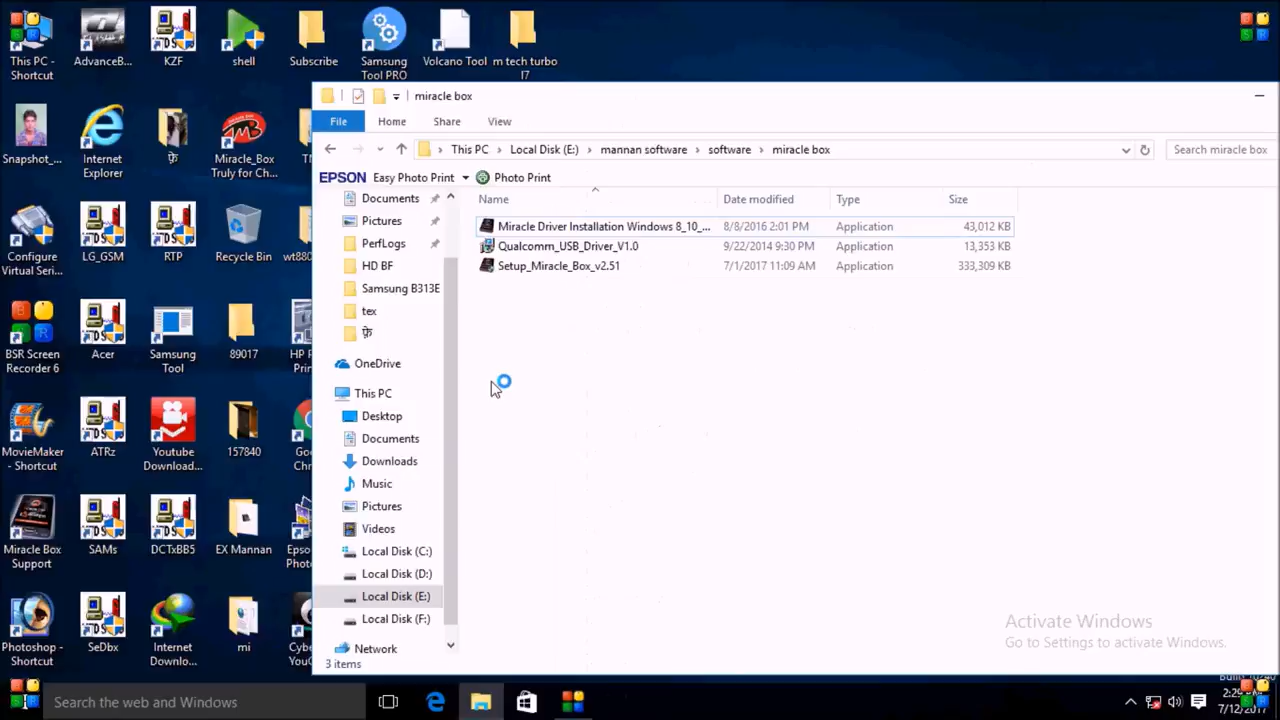 This PC - Shortcut
AdvanceB...
KZF
shell
Subscribe
Samsung Tool PRO
Volcano Tool
m tech turbo I7
Snapshot_...
Internet Explorer
फ़े
Miracle_Box Truly for Ch...
Configure Virtual Seri...
LG_GSM
RTP
Recycle Bin
wt880
BSR Screen Recorder 6
Acer
Samsung Tool
89017
HP P
Prin
MovieMaker - Shortcut
ATRz
Youtube Download...
157840
Goo
Chr
Miracle Box Support
SAMs
DCTxBB5
EX Mannan
Epso
Photo
Photoshop - Shortcut
SeDbx
Internet Downlo...
mi
Cybe
YouC
miracle box
File Home Share View
This PC > Local Disk (E:) > mannan software > software > miracle box
Search miracle box
EPSON Easy Photo Print Photo Print
Documents
Pictures
PerfLogs
HD BF
Samsung B313E
tex
फ़े
OneDrive
This PC
Desktop
Documents
Downloads
Music
Pictures
Videos
Local Disk (C:)
Local Disk (D:)
Local Disk (E:)
Local Disk (F:)
Network
3 items
Name Date modified Type Size
Miracle Driver Installation Windows 8_10_... 8/8/2016 2:01 PM Application 43,012 KB
Qualcomm_USB_Driver_V1.0 9/22/2014 9:30 PM Application 13,353 KB
Setup_Miracle_Box_v2.51 7/1/2017 11:09 AM Application 333,309 KB
Activate Windows
Go to Settings to activate Windows.
Search the web and Windows
7/12/2017